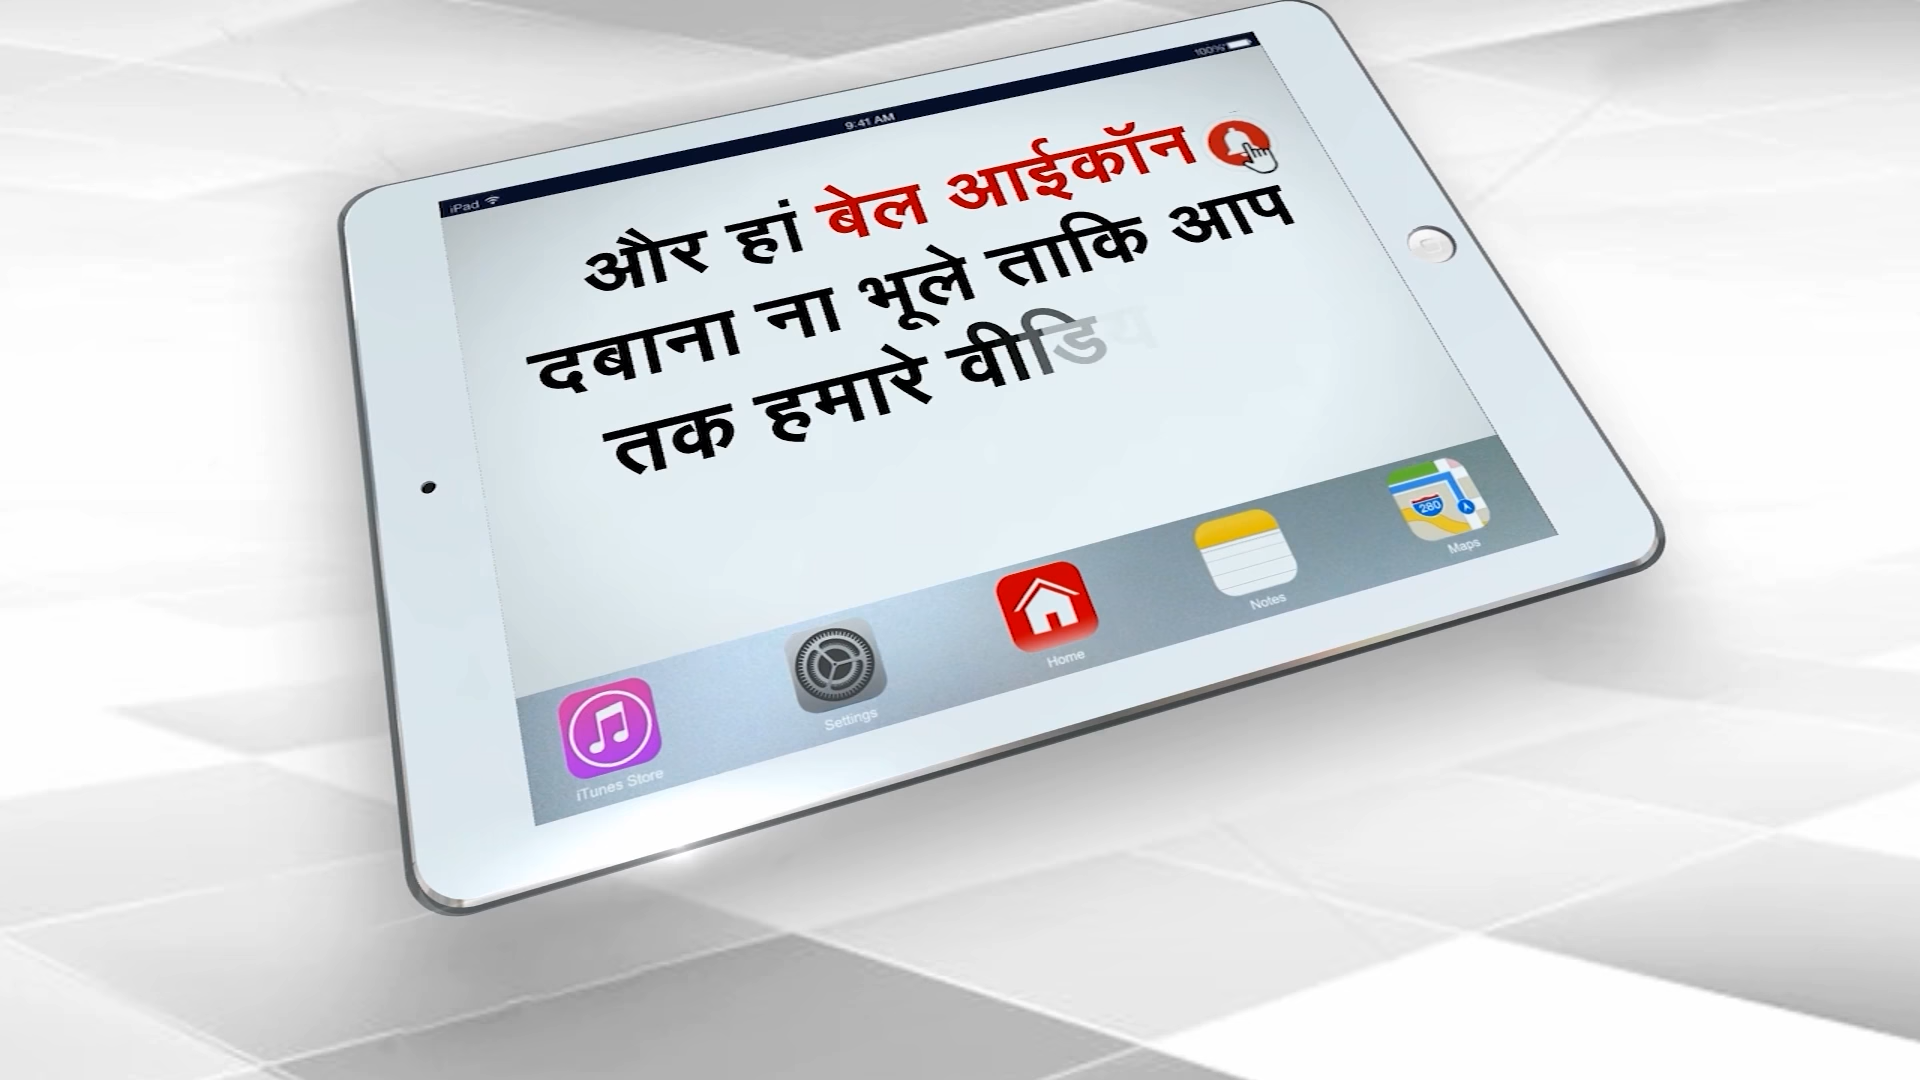 iPad
9:41 AM
100%
और हां बेल आईकॉन
दबाना ना भूले ताकि आप
तक हमारे वीडिय
iTunes Store
Settings
Home
Notes
280
Maps